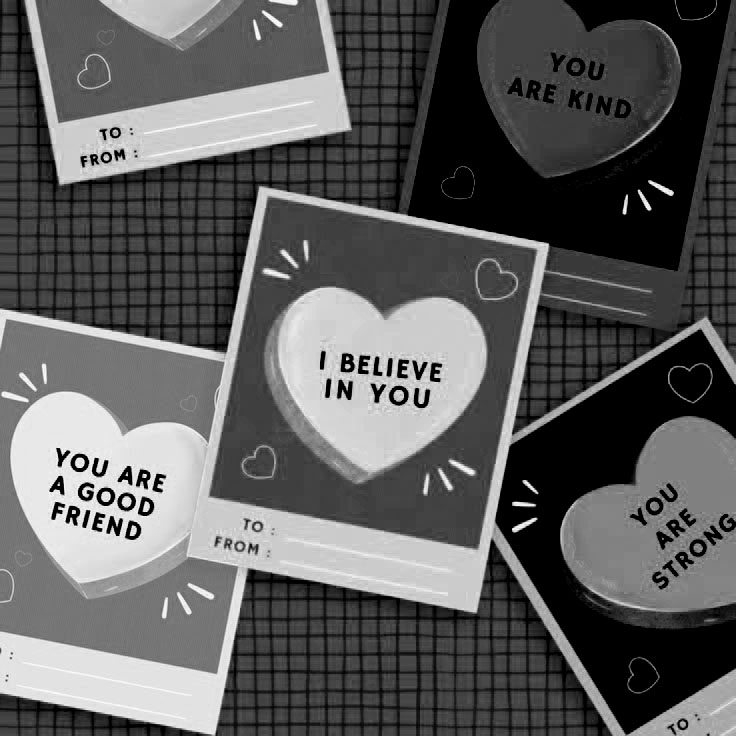 TO :
FROM :
YOU
ARE KIND
I BELIEVE
IN YOU
TO :
FROM :
YOU ARE
A GOOD
FRIEND
:
:
YOU
ARE
STRONG
TO :